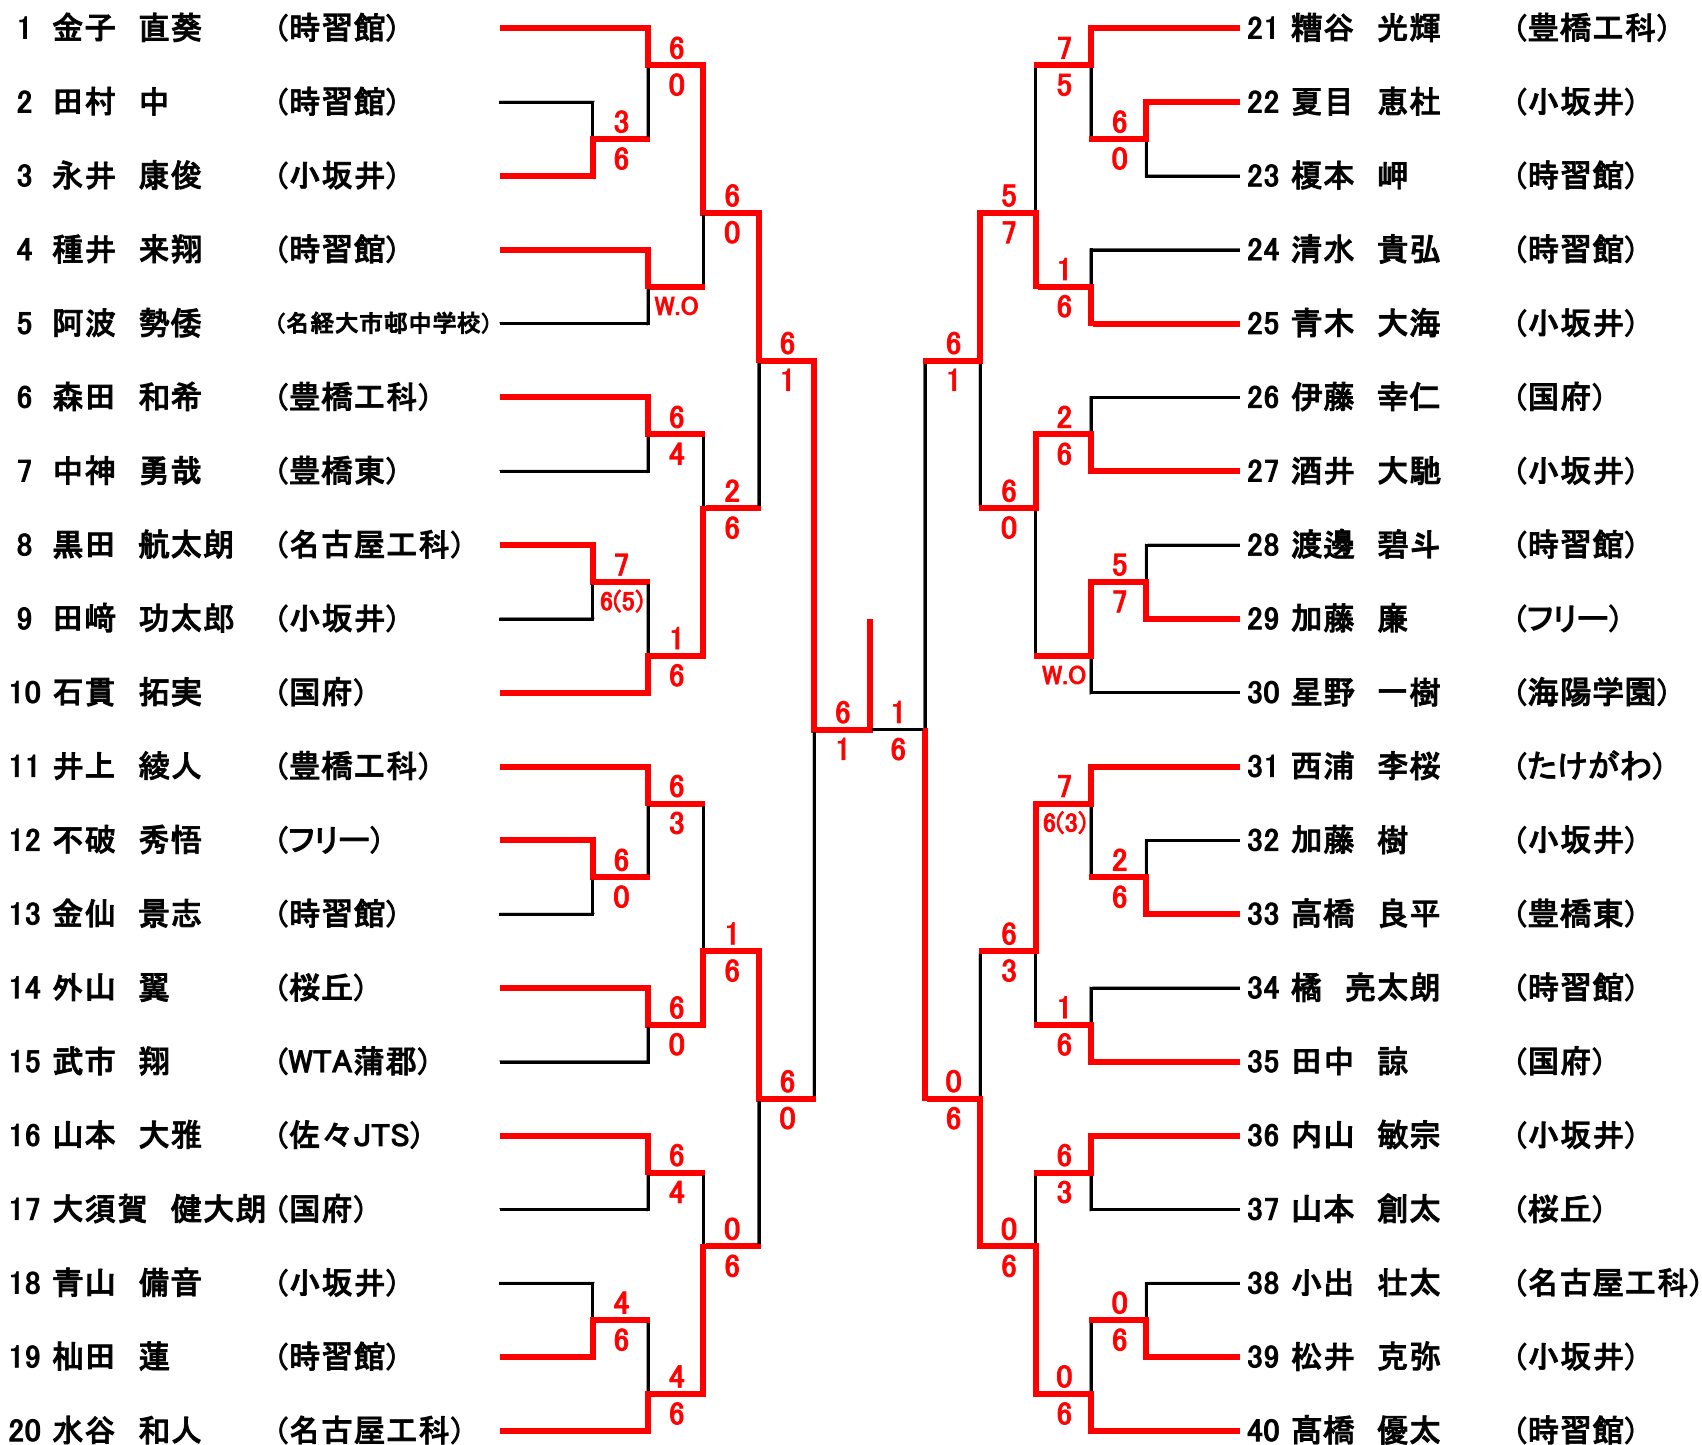 1 金子 直葵 (時習館)
2 田村 中 (時習館)
3 永井 康俊 (小坂井)
4 種井 来翔 (時習館)
5 阿波 勢倭 (名経大市邨中学校)
6 森田 和希 (豊橋工科)
7 中神 勇哉 (豊橋東)
8 黒田 航太朗 (名古屋工科)
9 田﨑 功太郎 (小坂井)
10 石貫 拓実 (国府)
11 井上 綾人 (豊橋工科)
12 不破 秀悟 (フリー)
13 金仙 景志 (時習館)
14 外山 翼 (桜丘)
15 武市 翔 (WTA蒲郡)
16 山本 大雅 (佐々JTS)
17 大須賀 健大朗 (国府)
18 青山 備音 (小坂井)
19 杣田 蓮 (時習館)
20 水谷 和人 (名古屋工科)
3
6
7
6(5)
6
0
4
6
6
0
W.O
6
4
1
6
6
3
6
0
6
4
4
6
6
0
2
6
1
6
0
6
6
1
6
0
6
1
1
6
6
1
0
6
5
7
6
0
6
3
0
6
7
5
1
6
2
6
W.O
7
6(3)
1
6
6
3
0
6
6
0
5
7
2
6
0
6
21 糟谷 光輝 (豊橋工科)
22 夏目 恵杜 (小坂井)
23 榎本 岬 (時習館)
24 清水 貴弘 (時習館)
25 青木 大海 (小坂井)
26 伊藤 幸仁 (国府)
27 酒井 大馳 (小坂井)
28 渡邊 碧斗 (時習館)
29 加藤 廉 (フリー)
30 星野 一樹 (海陽学園)
31 西浦 李桜 (たけがわ)
32 加藤 樹 (小坂井)
33 高橋 良平 (豊橋東)
34 橘 亮太朗 (時習館)
35 田中 諒 (国府)
36 内山 敏宗 (小坂井)
37 山本 創太 (桜丘)
38 小出 壮太 (名古屋工科)
39 松井 克弥 (小坂井)
40 髙橋 優太 (時習館)